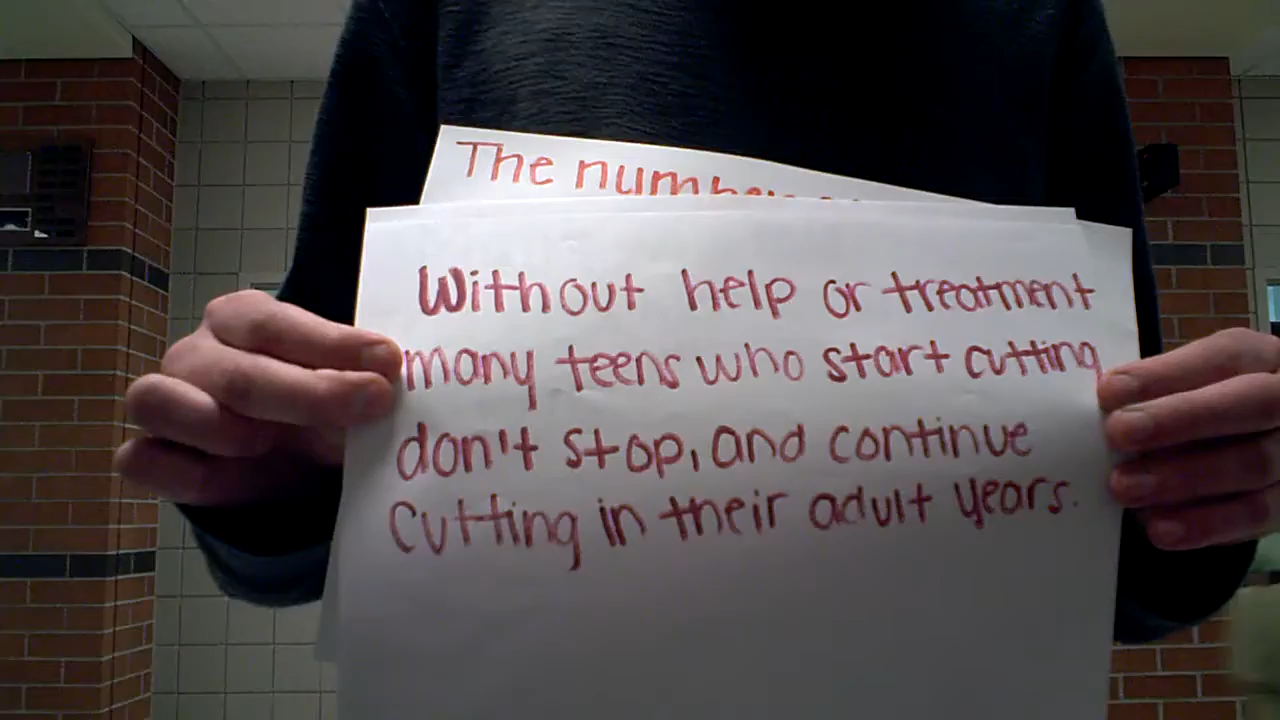 The number
Without help or treatment
many teens who start cutting
don't stop, and continue
cutting in their adult years.